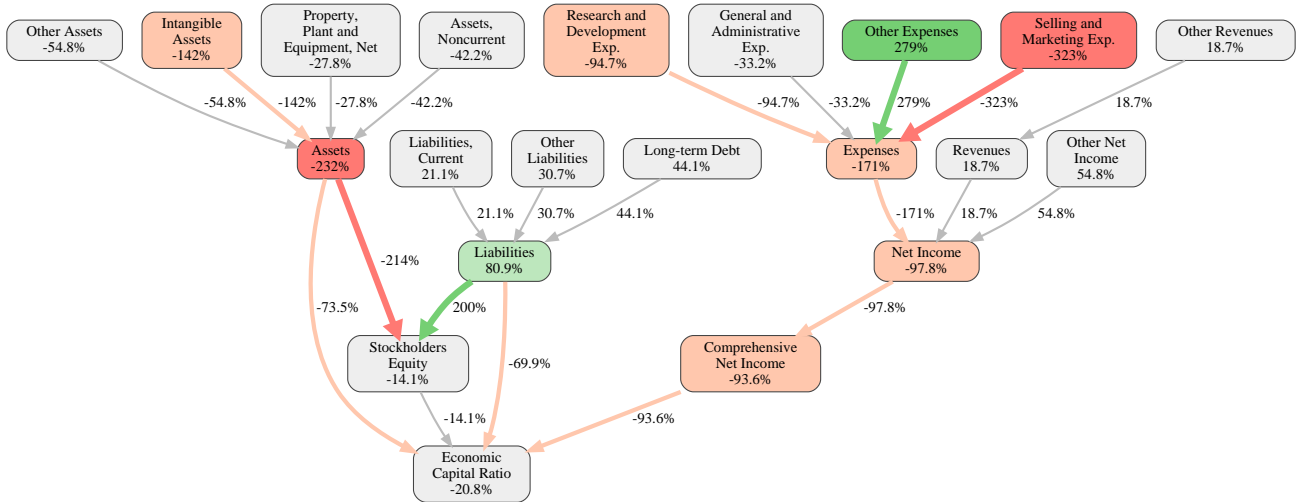 Other Assets
-54.8%
Intangible
Assets
-142%
Property,
Plant and
Equipment, Net
-27.8%
Assets,
Noncurrent
-42.2%
Research and
Development
Exp.
-94.7%
General and
Administrative
Exp.
-33.2%
Other Expenses
279%
Selling and
Marketing Exp.
-323%
Other Revenues
18.7%
-54.8%
-142%
-27.8%
-42.2%
-94.7%
-33.2%
279%
-323%
18.7%
Assets
-232%
Liabilities,
Current
21.1%
Other
Liabilities
30.7%
Long-term Debt
44.1%
Expenses
-171%
Revenues
18.7%
Other Net
Income
54.8%
21.1%
30.7%
44.1%
-171%
18.7%
54.8%
-214%
Liabilities
80.9%
Net Income
-97.8%
-73.5%
200%
-69.9%
-97.8%
Stockholders
Equity
-14.1%
Comprehensive
Net Income
-93.6%
-14.1%
-93.6%
Economic
Capital Ratio
-20.8%